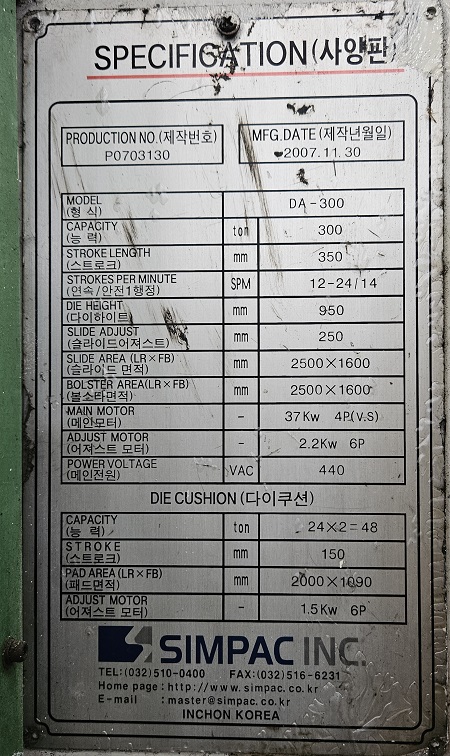 SPECIFICATION(사양판)
PRODUCTION NO.(제작번호)
P0703130
MFG.DATE(제작년월일)
2007.11.30
MODEL
(형 식)
DA-300
CAPACITY
(능 력)
ton
300
STROKE LENGTH
(스트로크)
mm
350
STROKES PER MINUTE
(연속/안전1행정)
SPM
12-24/14
DIE HEIGHT
(다이하이트)
mm
950
SLIDE ADJUST
(슬라이드어져스트)
mm
250
SLIDE AREA (LR×FB)
(슬라이드 면적)
mm
2500×1600
BOLSTER AREA(LR×FB)
(볼스타면적)
mm
2500×1600
MAIN MOTOR
(메안모터)
-
37Kw 4P(V.S)
ADJUST MOTOR
(어져스트 모터)
-
2.2Kw 6P
POWER VOLTAGE
(메인전원)
VAC
440
DIE CUSHION(다이쿠션)
CAPACITY
(능 력)
ton
24×2=48
STROKE
(스트로크)
mm
150
PAD AREA (LR×FB)
(패드면적)
mm
2000×1090
ADJUST MOTOR
(어져스트 모터)
-
1.5Kw 6P
SIMPAC INC.
TEL:(032)510-0400 FAX:(032)516-6231
Home page:http://www.simpac.co.kr
E-mail :master@simpac.co.kr
INCHON KOREA